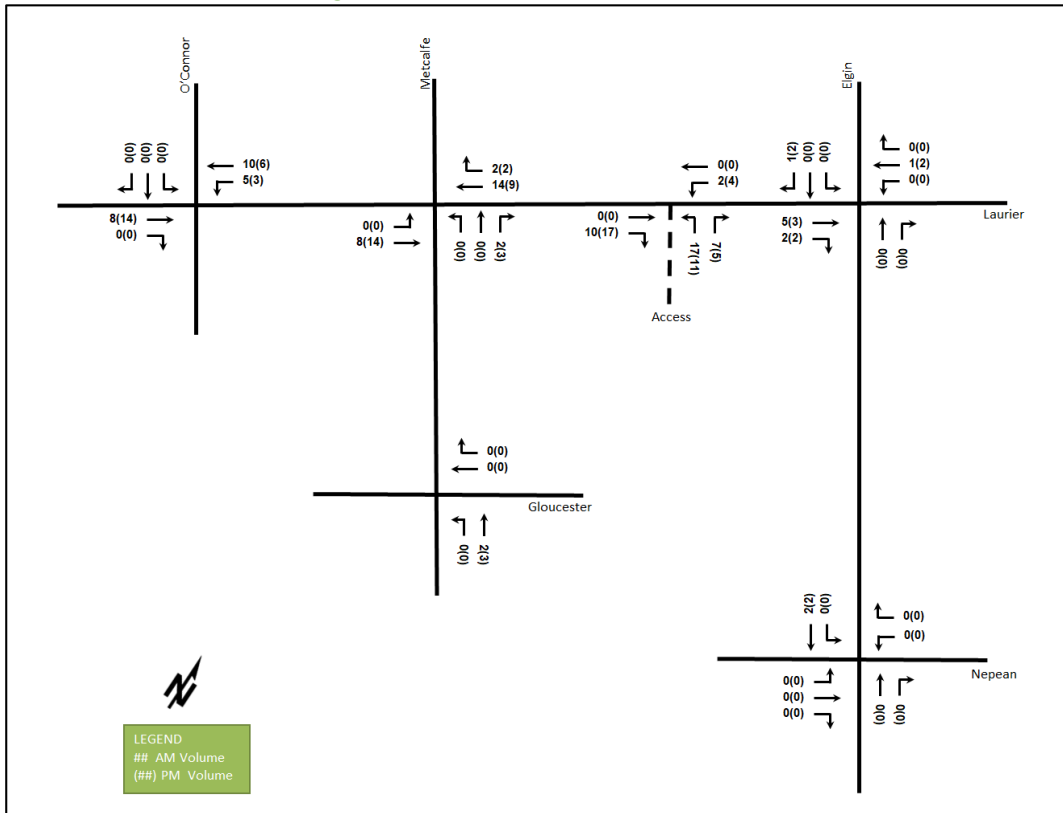 O'Connor
Metcalfe
Elgin
0(0) 0(0) 0(0)
10(6)
5(3)
8(14)
0(0)
2(2)
14(9)
0(0)
8(14)
0(0) 0(0) 2(3)
0(0)
2(4)
0(0)
10(17)
17(11) 7(5)
Access
1(2) 0(0) 0(0)
0(0)
1(2)
0(0)
5(3)
2(2)
0(0) 0(0)
Laurier
0(0)
0(0)
Gloucester
0(0) 2(3)
2(2) 0(0)
0(0)
0(0)
Nepean
0(0)
0(0)
0(0)
0(0) 0(0)
N
LEGEND
## AM Volume
(##) PM Volume